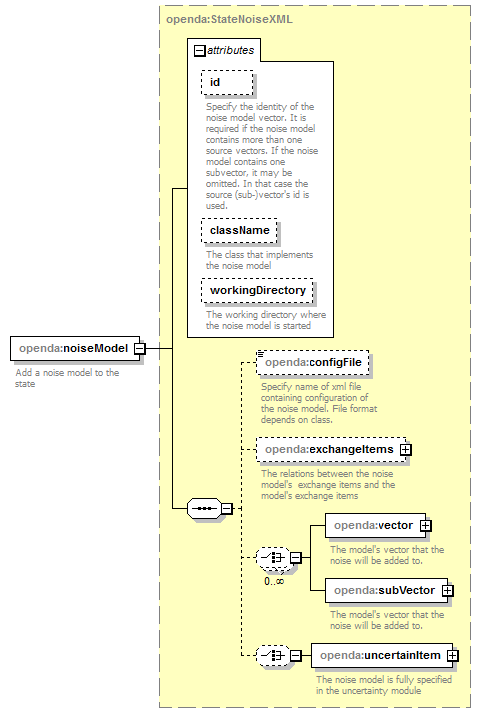 openda:StateNoiseXML
attributes
id
Specify the identity of the
noise model vector. It is
required if the noise model
contains more than one
source vectors. If the noise
model contains one
subvector, it may be
omitted. In that case the
source (sub-)vector's id is
used.
className
The class that implements
the noise model
workingDirectory
The working directory where
the noise model is started
openda:noiseModel
Add a noise model to the
state
openda:configFile
Specify name of xml file
containing configuration of
the noise model. File format
depends on class.
openda:exchangeItems
The relations between the noise
model's exchange items and the
model's exchange items
openda:vector
The model's vector that the
noise will be added to.
0..∞
openda:subVector
The model's vector that the
noise will be added to.
openda:uncertainItem
The noise model is fully specified
in the uncertainty module